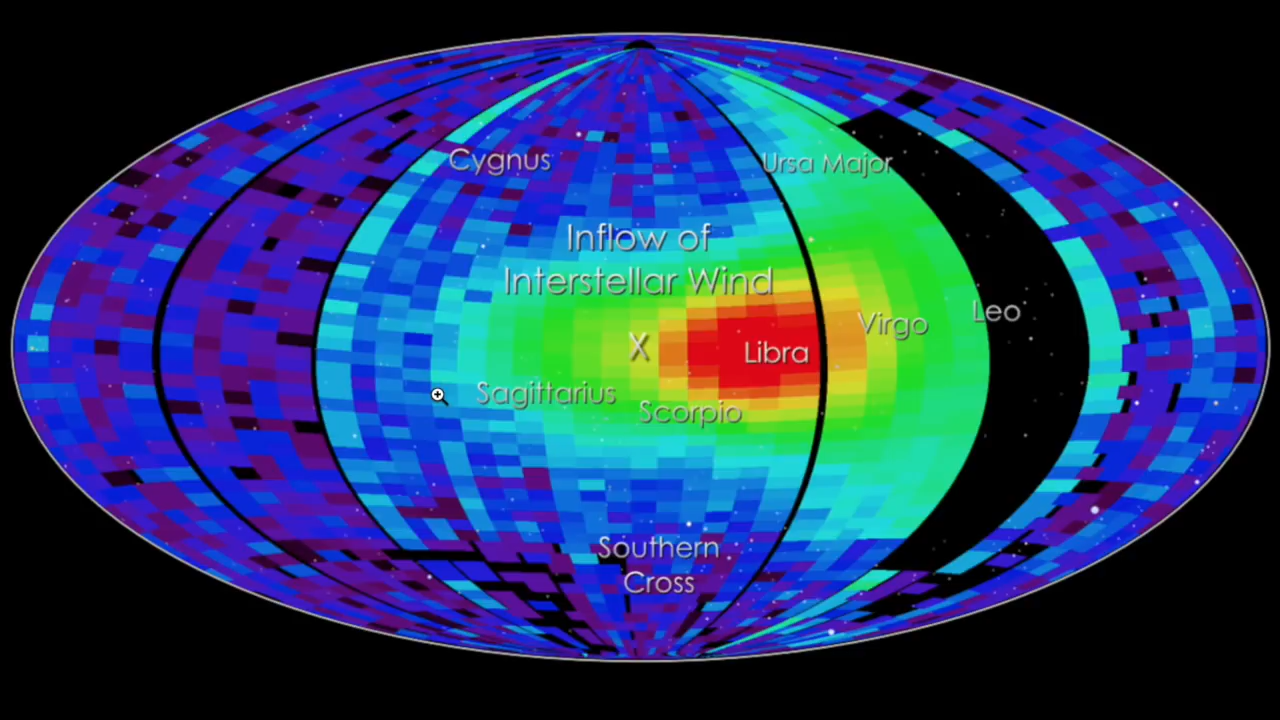 Cygnus
Ursa Major
Inflow of
Interstellar Wind
Leo
Virgo
X
Libra
Sagittarius
Scorpio
Southern
Cross